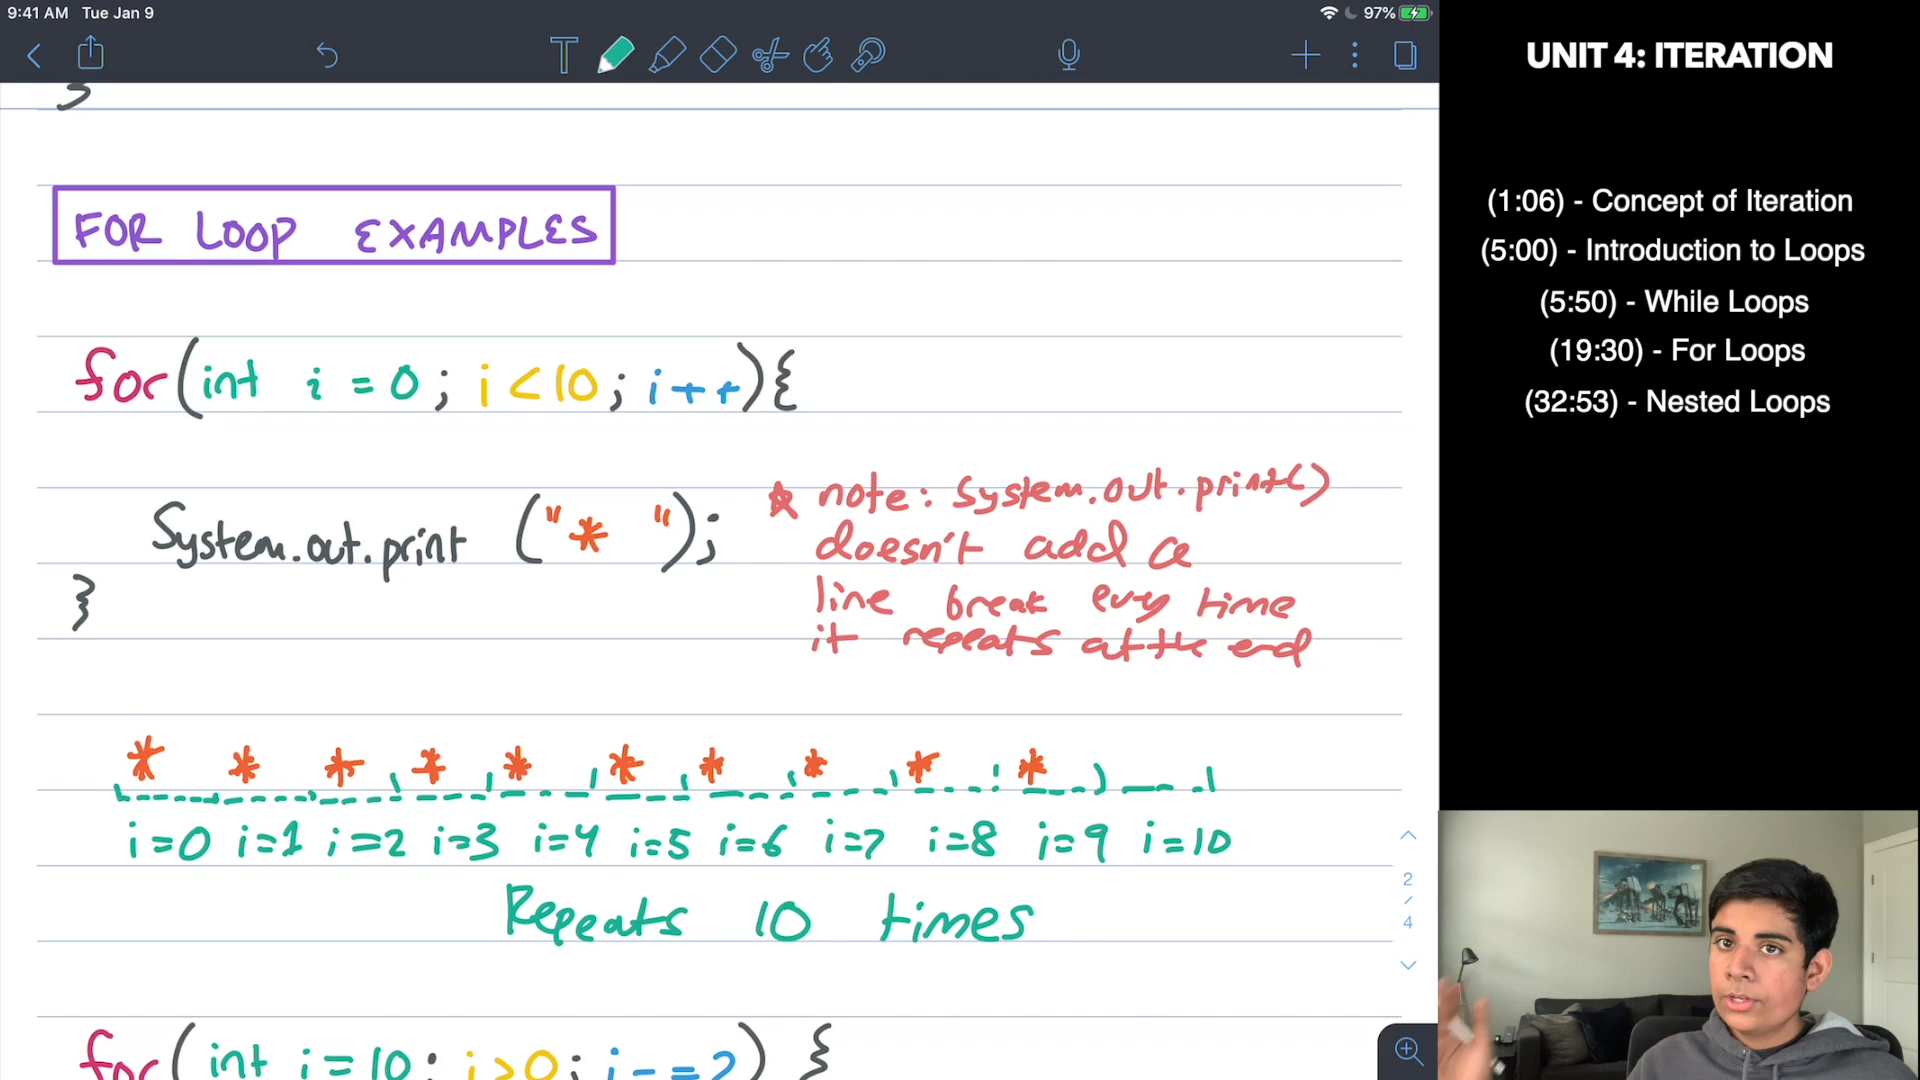 9:41 AM Tue Jan 9
97%
}
FOR LOOP EXAMPLES
for(int i = 0; i < 10; i++){
System.out.print ("* ");
}
* note: System.out.print()
doesn't add a
line break every time
it repeats at the end
* * * * * * * * * *
i=0 i=1 i=2 i=3 i=4 i=5 i=6 i=7 i=8 i=9 i=10
Repeats 10 times
for(int i = 10; i>0; i-=2) {
2
/
4
UNIT 4: ITERATION
(1:06) - Concept of Iteration
(5:00) - Introduction to Loops
(5:50) - While Loops
(19:30) - For Loops
(32:53) - Nested Loops